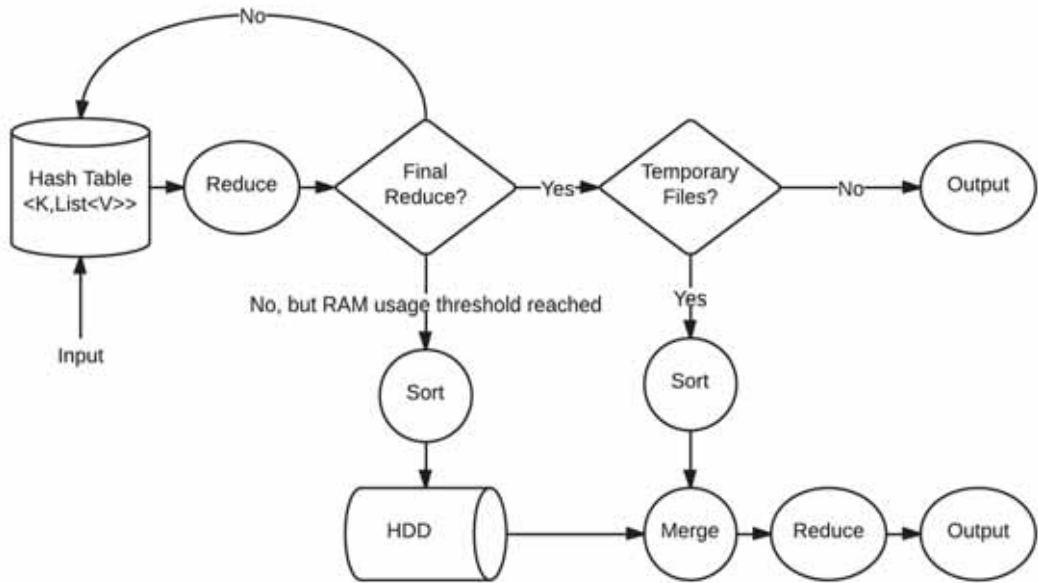 No
Hash Table
<K,List<V>>
Reduce
Final
Reduce?
Yes
Temporary
Files?
No
Output
No, but RAM usage threshold reached
Yes
Input
Sort
Sort
HDD
Merge
Reduce
Output